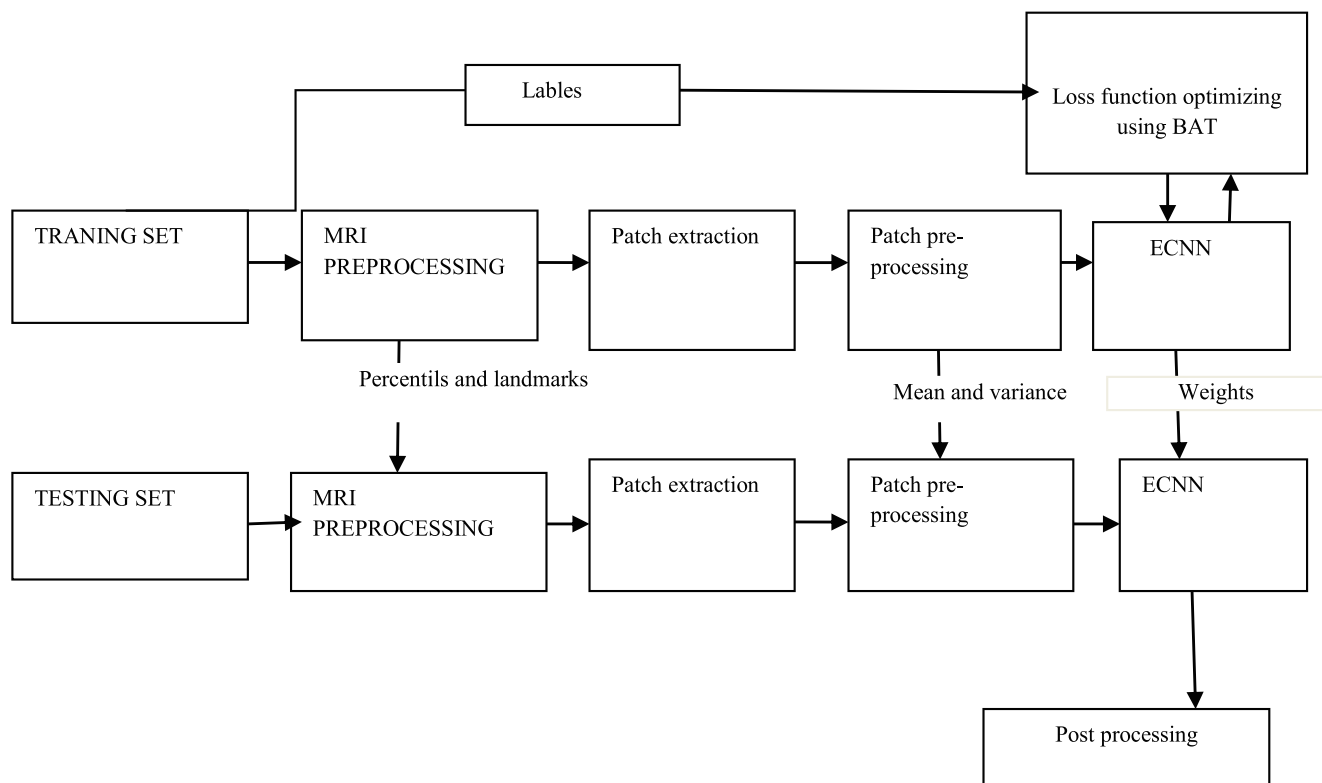 Lables
Loss function optimizing
using BAT
TRANING SET
MRI
PREPROCESSING
Patch extraction
Patch pre-
processing
ECNN
Percentils and landmarks
Mean and variance
Weights
TESTING SET
MRI
PREPROCESSING
Patch extraction
Patch pre-
processing
ECNN
Post processing